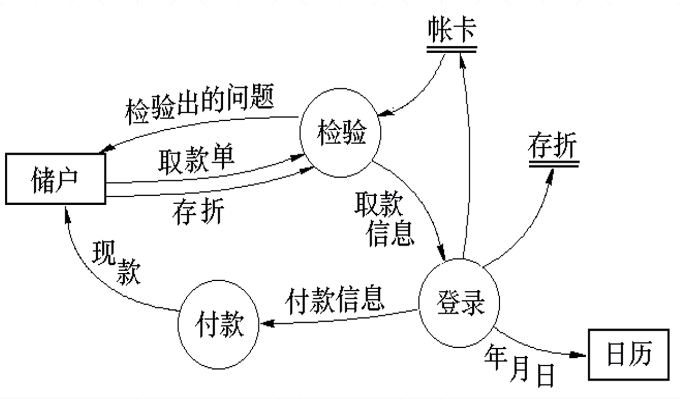 帐卡
检验出的问题
检验
存折
取款单
储户
存折
取款
信息
现款
付款信息
登录
付款
年月日
日历